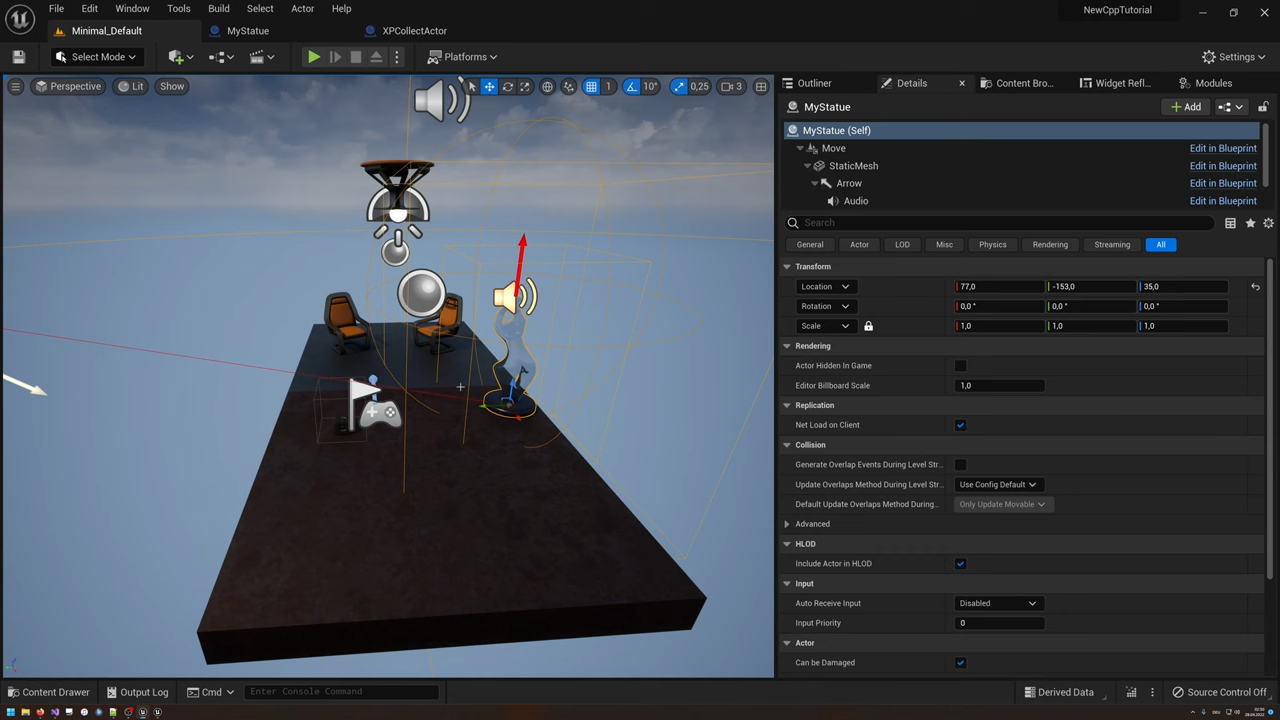 File Edit View Tools Build Select Actor Help
NewCppTutorial
Minimal_Default
MyStatue
XPCollectActor
Select Mode
Platforms
Settings
Perspective Lit Show
1 10° 0,25 3
Outliner Details Content Bro... Widget Refl... Modules
MyStatue
Add
MyStatue (Self)
Move Edit in Blueprint
StaticMesh Edit in Blueprint
Arrow Edit in Blueprint
Audio Edit in Blueprint
Search
General Actor LOD Misc Physics Rendering Streaming All
Transform
Location 77,0 -153,0 35,0
Rotation 0,0 ° 0,0 ° 0,0 °
Scale 1,0 1,0 1,0
Rendering
Actor Hidden In Game
Editor Billboard Scale 1,0
Replication
Net Load on Client
Collision
Generate Overlap Events During Level Str...
Update Overlaps Method During Level Str... Use Config Default
Default Update Overlaps Method During... Only Update Movable
Advanced
HLOD
Include Actor in HLOD
Input
Auto Receive Input Disabled
Input Priority 0
Actor
Can be Damaged
Content Drawer Output Log Cmd Enter Console Command
Derived Data Source Control Off
DEU